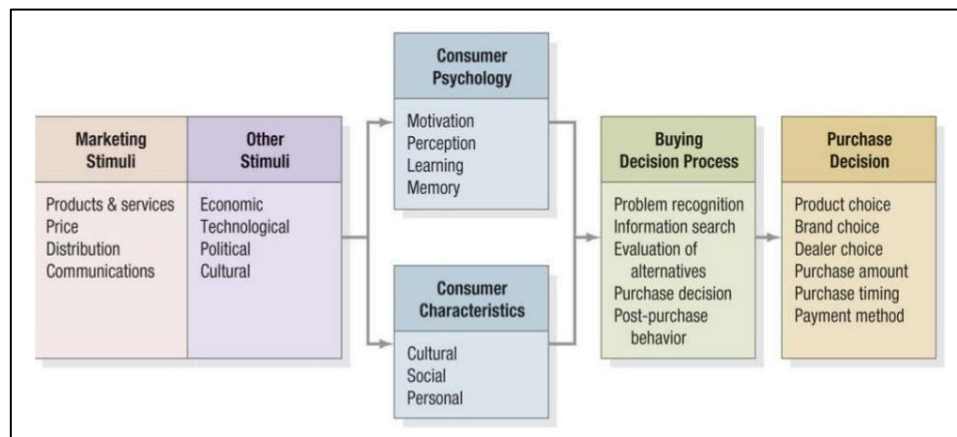 Marketing
Stimuli
Products & services
Price
Distribution
Communications
Other
Stimuli
Economic
Technological
Political
Cultural
Consumer
Psychology
Motivation
Perception
Learning
Memory
Consumer
Characteristics
Cultural
Social
Personal
Buying
Decision Process
Problem recognition
Information search
Evaluation of
alternatives
Purchase decision
Post-purchase
behavior
Purchase
Decision
Product choice
Brand choice
Dealer choice
Purchase amount
Purchase timing
Payment method